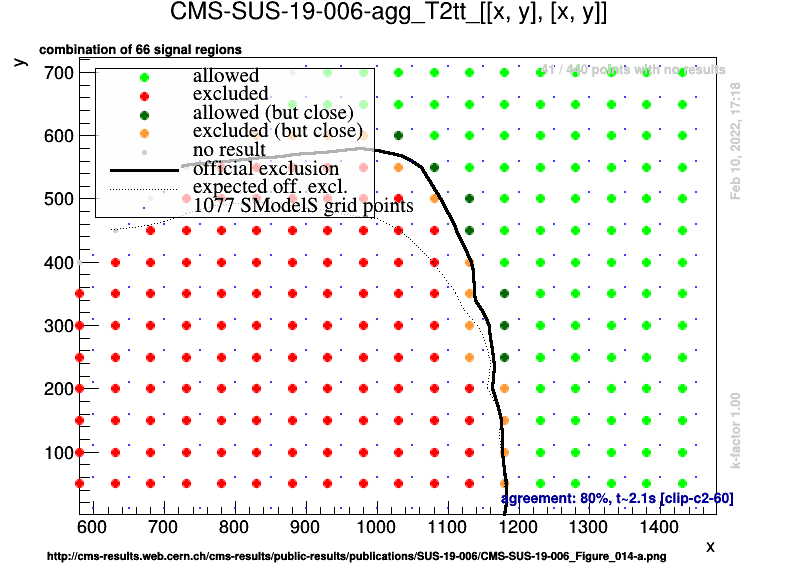 CMS-SUS-19-006-agg_T2tt_[[x, y], [x, y]]
combination of 66 signal regions
y
41 / 440 points with no results
allowed
excluded
allowed (but close)
excluded (but close)
no result
official exclusion
expected off. excl.
1077 SModelS grid points
700
600
500
400
300
200
100
Feb 10, 2022, 17:18
k-factor 1.00
agreement: 80%, t~2.1s [clip-c2-60]
600 700 800 900 1000 1100 1200 1300 1400
x
http://cms-results.web.cern.ch/cms-results/public-results/publications/SUS-19-006/CMS-SUS-19-006_Figure_014-a.png